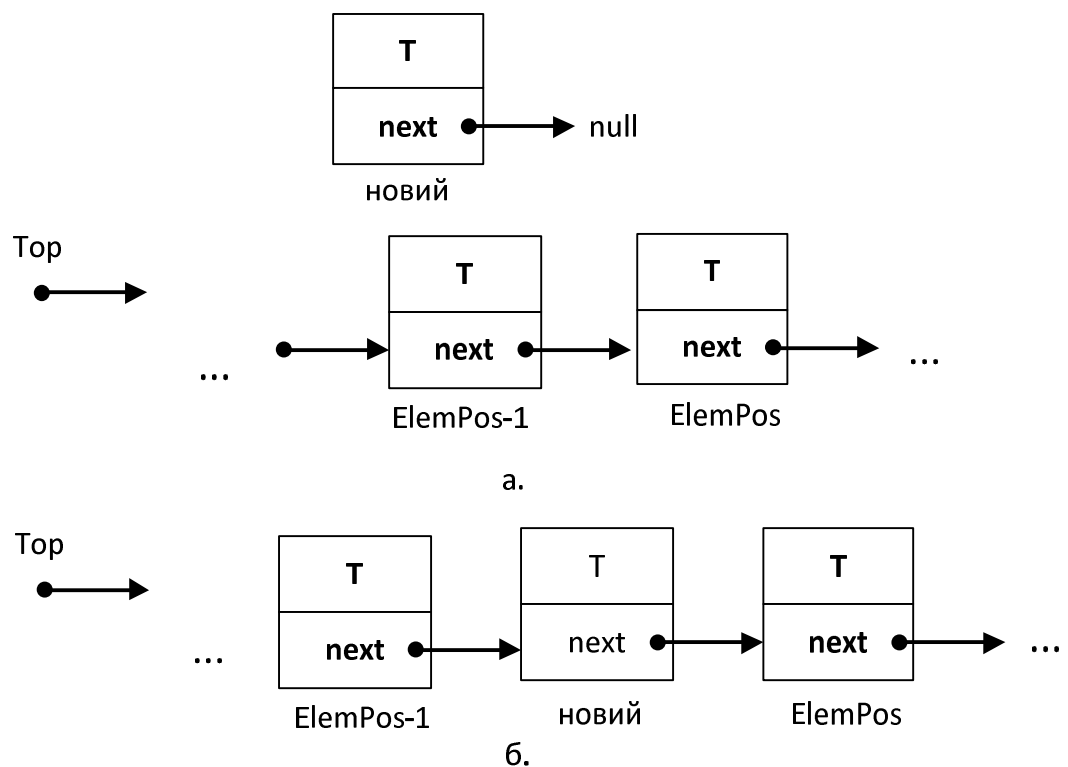 T
next null
новий
Top
T T
next next
... ...
ElemPos-1 ElemPos
а.
Top
T T T
next next next
... ...
ElemPos-1 новий ElemPos
б.